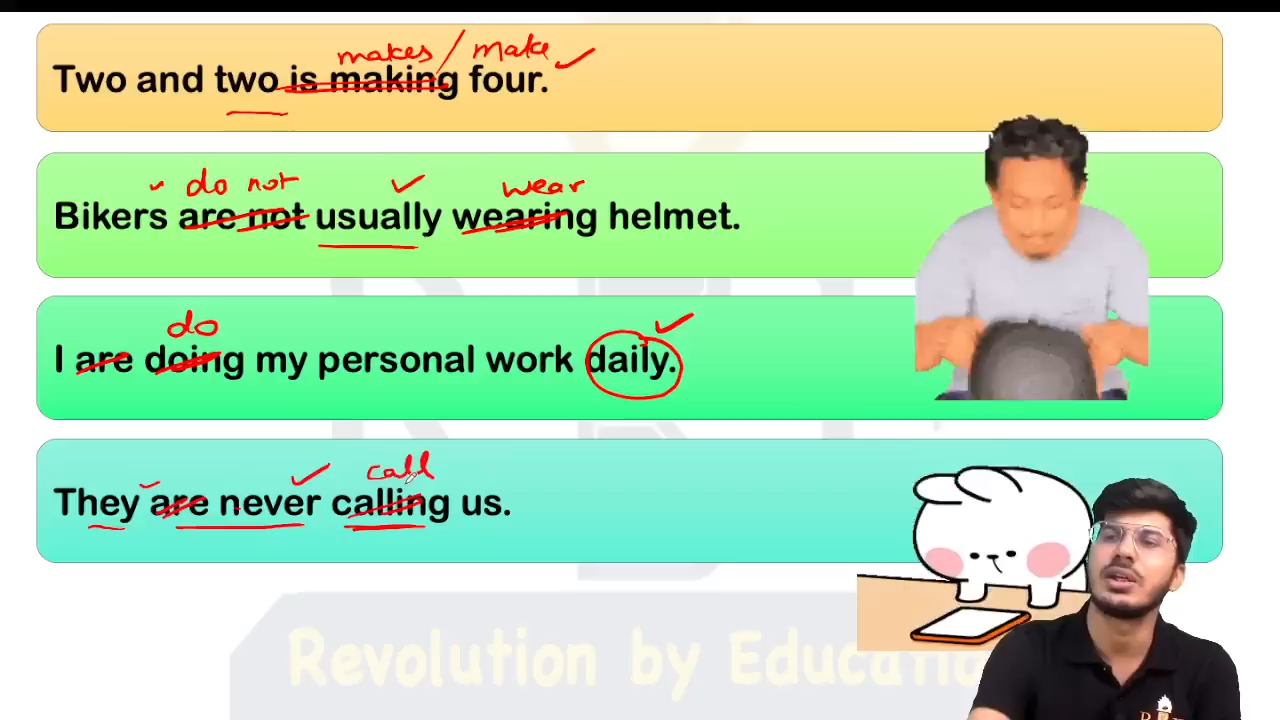 makes / make
Two and two is making four.
do not wear
Bikers are not usually wearing helmet.
do
I are doing my personal work daily.
call
They are never calling us.
Revolution by Educatio